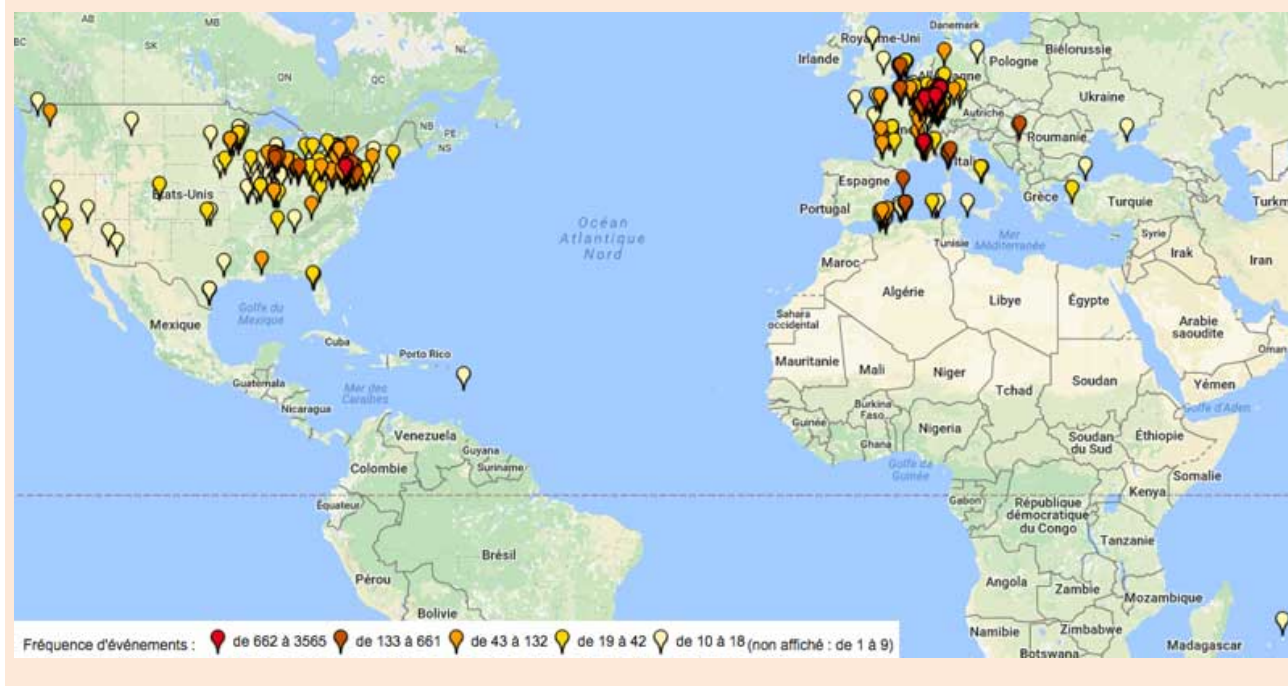 AB
MB
Danemark
BC
SK
Royaume-Uni
NL
Biélorussie
Irlande
Pologne
ON
QC
Allemagne
Ukraine
Autriche
NB
PE
NS
Roumanie
Itali
États-Unis
Espagne
Portugal
Grèce
Turquie
Turkm
Océan
Atlantique
Nord
Mer
Méditerranée
Tunisie
Syrie
Maroc
Irak
Iran
Algérie
Libye
Égypte
Golfe du
Mexique
Sahara
occidental
Mexique
Arabie
saoudite
Cuba
Oman
Porto Rico
Mauritanie
Mali
Niger
Tchad
Soudan
Yémen
Guatemala
Mer des
Caraïbes
Burkina
Faso
Golfe d'Aden
Nicaragua
Guinée
Nigeria
Venezuela
Ghana
Soudan
du Sud
Éthiopie
Guyana
Colombie
Suriname
Golfe de
Guinée
Somalie
Équateur
Gabon
République
démocratique
du Congo
Kenya
Tanzanie
Brésil
Pérou
Angola
Zambie
Mozambique
Bolivie
Fréquence d'événements : de 662 à 3565 de 133 à 661 de 43 à 132 de 19 à 42 de 10 à 18 (non affiché : de 1 à 9)
Namibie
Zimbabwe
Madagascar
Botswana